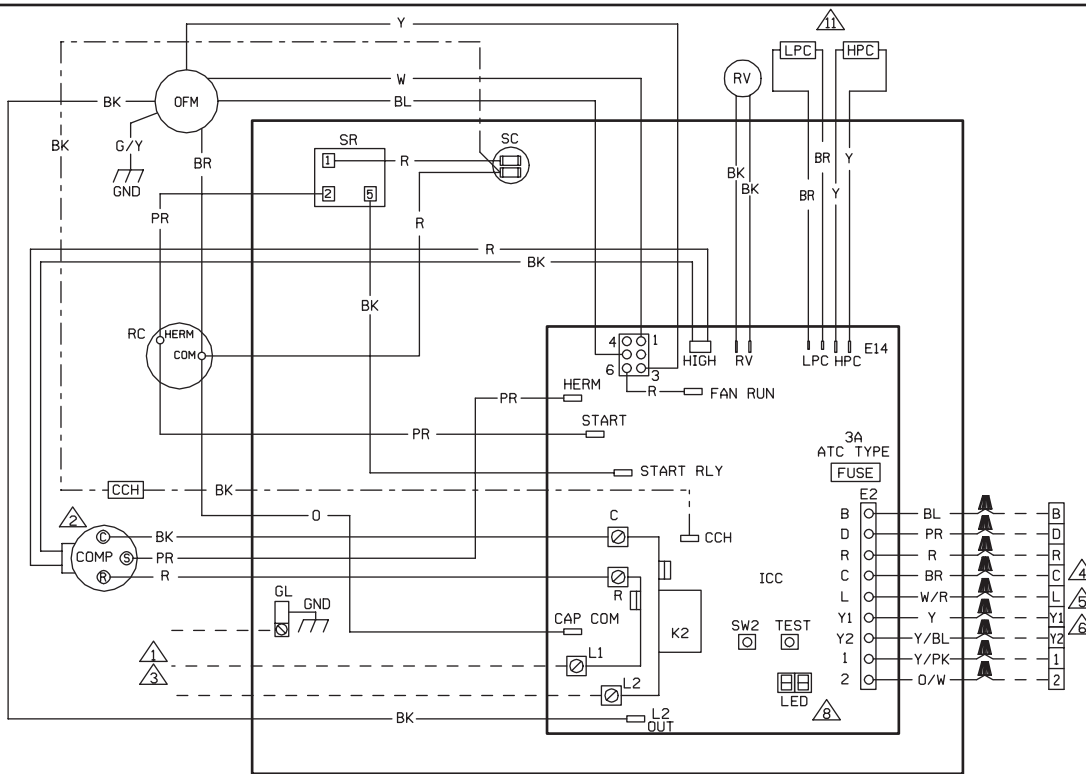 Y
11
LPC
HPC
W
RV
BK
OFM
BL
BK
G/Y
BR
SR
SC
1
R
GND
2
5
PR
R
BK
BK
BR
Y
BR
Y
R
BK
BK
RC
HERM
COM
4
1
6
3
HIGH
RV
LPC
HPC
E14
R
FAN RUN
HERM
PR
START
PR
3A
ATC TYPE
FUSE
START RLY
E2
CCH
BK
B
BL
B
O
D
PR
D
2
C
CCH
R
R
R
C
BK
COMP
S
PR
C
BR
C
4
R
R
ICC
L
W/R
L
5
GL
GND
R
Y1
Y
Y1
6
CAP COM
K2
SW2
TEST
Y2
Y/BL
Y2
1
L1
1
Y/PK
1
3
2
O/W
2
L2
LED
8
BK
L2
OUT